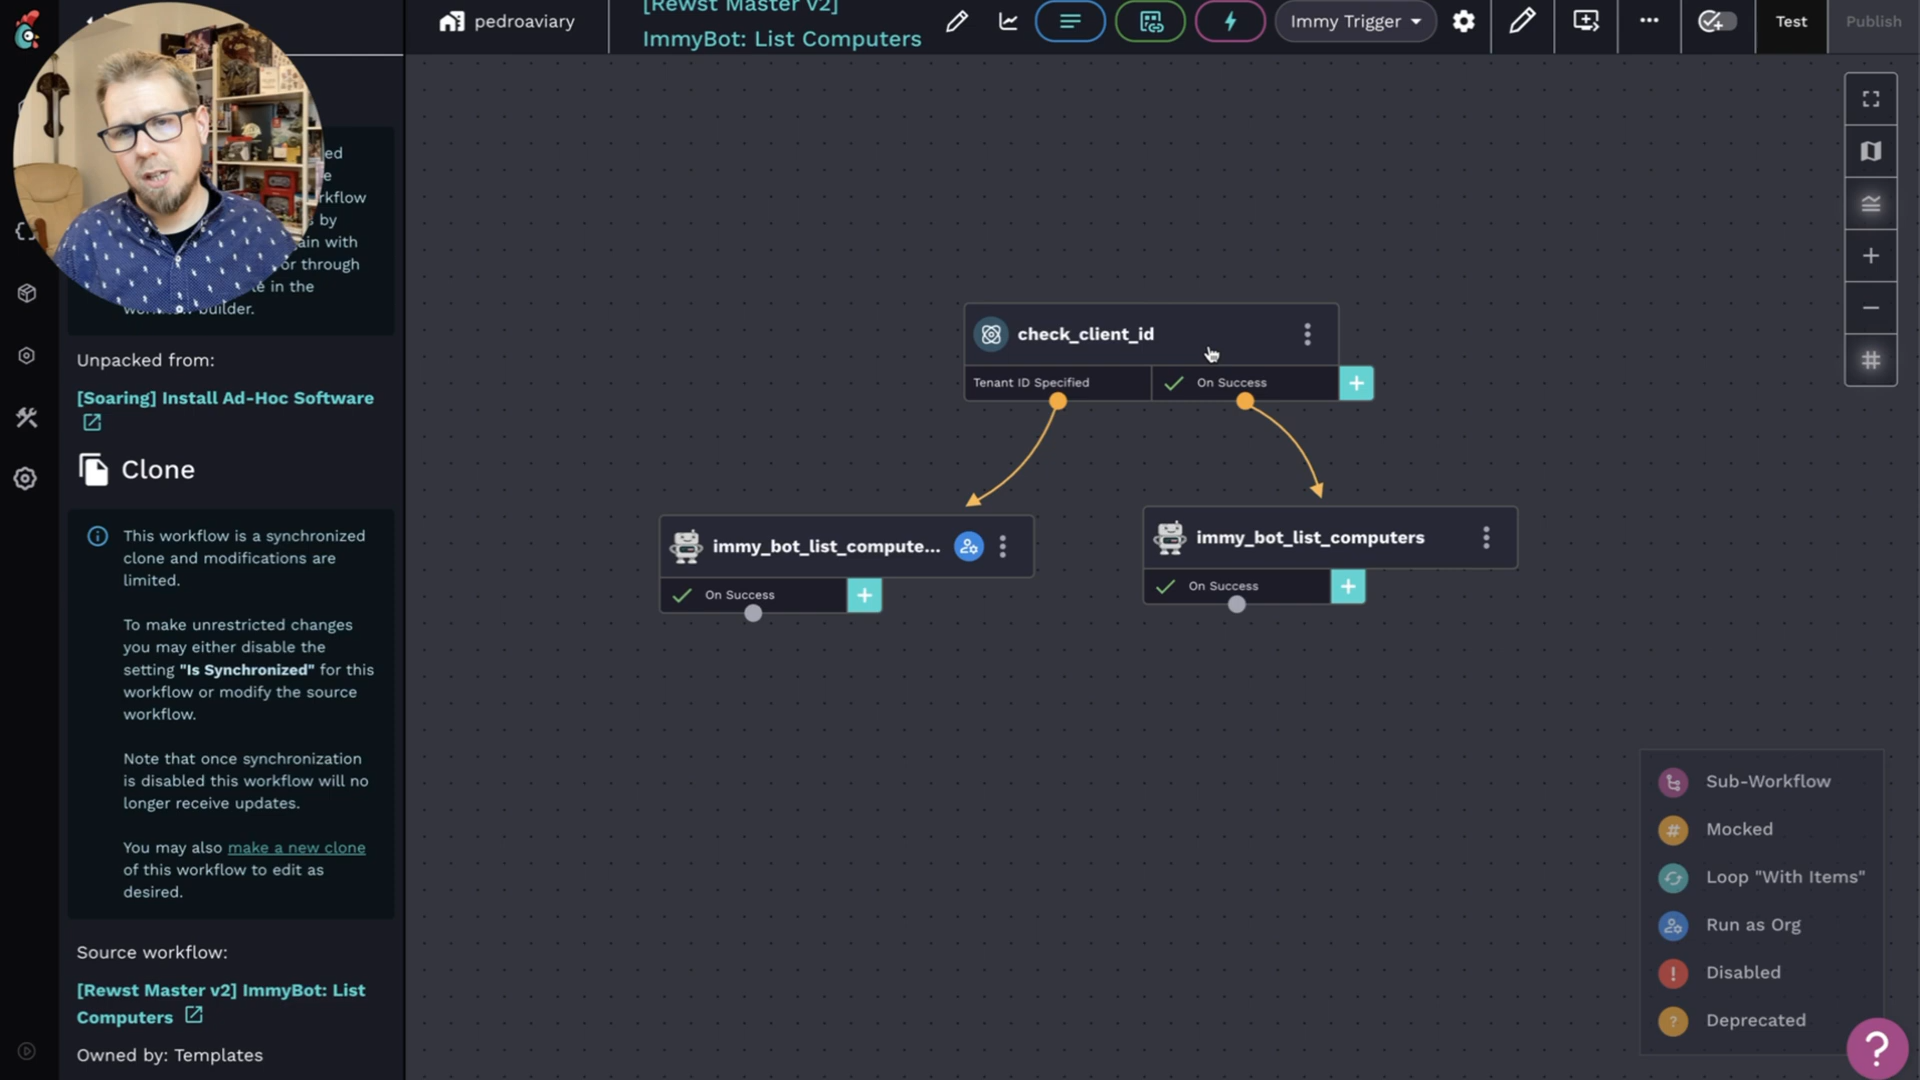 pedroaviary
[Rewst Master v2]
ImmyBot: List Computers
Immy Trigger
Test
Publish
ed
e
rkflow
s by
ain with
or through
le in the
builder.
Unpacked from:
[Soaring] Install Ad-Hoc Software
Clone
This workflow is a synchronized
clone and modifications are
limited.
To make unrestricted changes
you may either disable the
setting "Is Synchronized" for this
workflow or modify the source
workflow.
Note that once synchronization
is disabled this workflow will no
longer receive updates.
You may also make a new clone
of this workflow to edit as
desired.
Source workflow:
[Rewst Master v2] ImmyBot: List
Computers
Owned by: Templates
check_client_id
Tenant ID Specified
On Success
immy_bot_list_compute...
On Success
immy_bot_list_computers
On Success
Sub-Workflow
Mocked
Loop "With Items"
Run as Org
Disabled
Deprecated